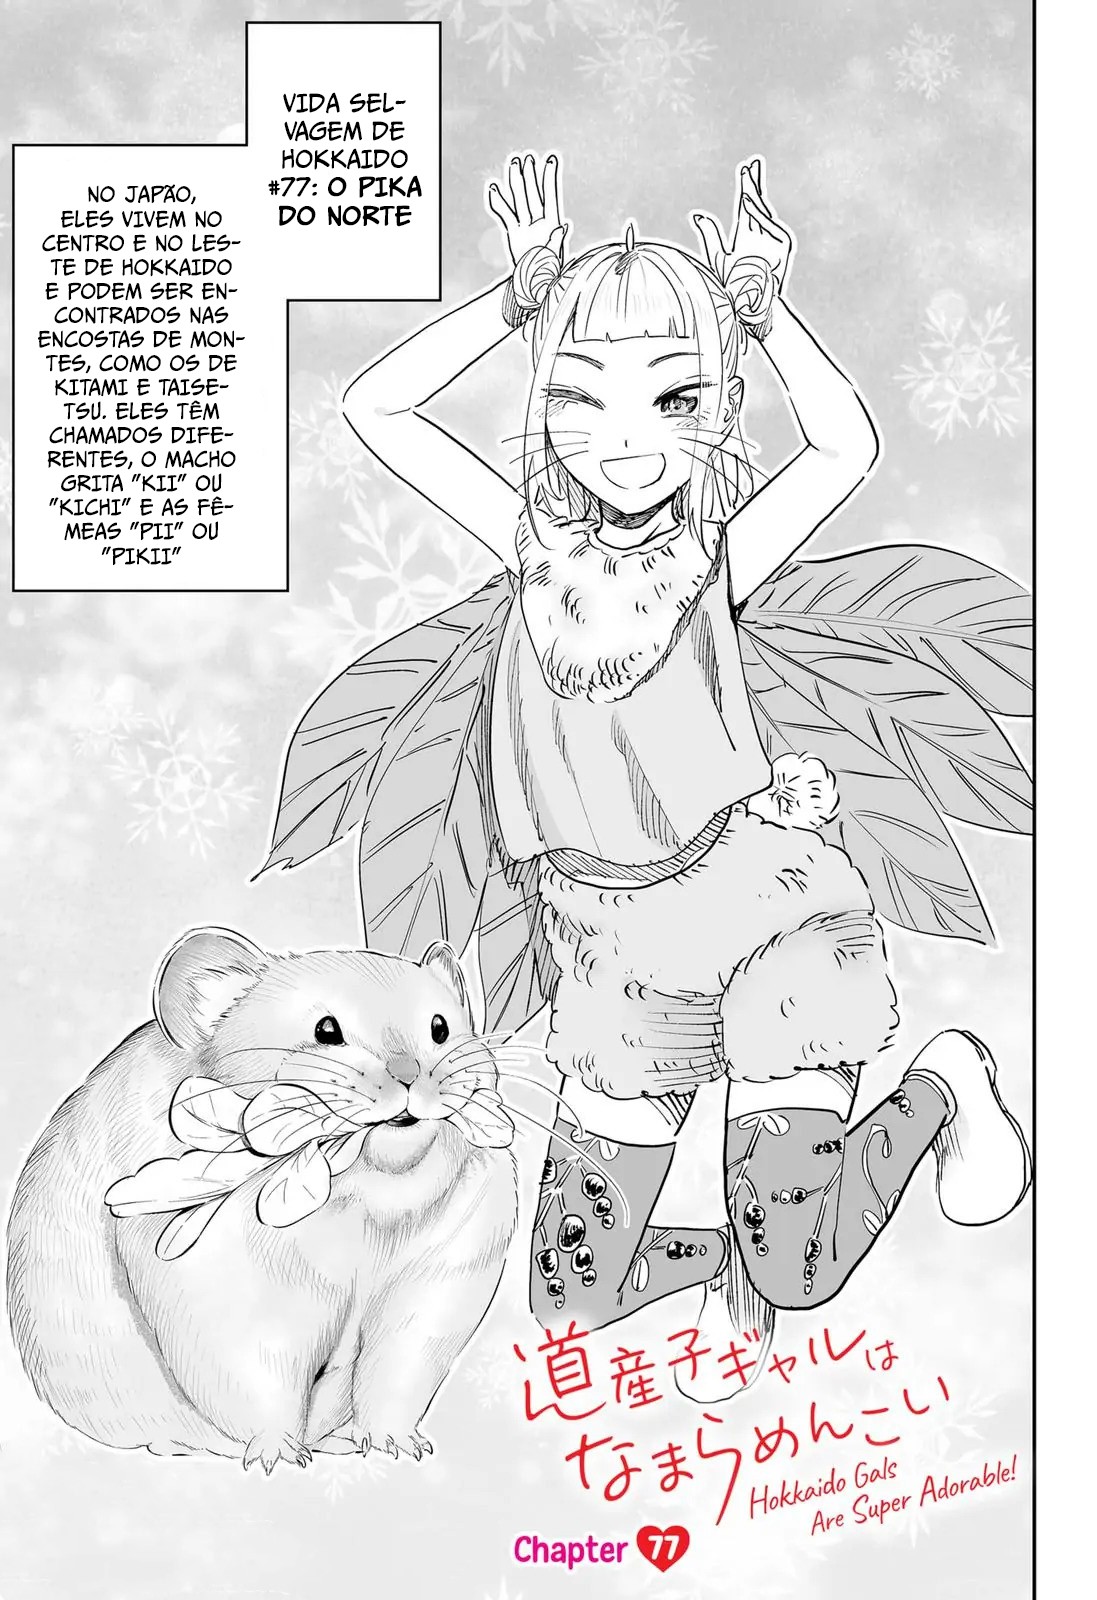 VIDA SEL-
VAGEM DE
HOKKAIDO
#77: O PIKA
DO NORTE
NO JAPÃO,
ELES VIVEM NO
CENTRO E NO LES-
TE DE HOKKAIDO
E PODEM SER EN-
CONTRADOS NAS
ENCOSTAS DE MON-
TES, COMO OS DE
KITAMI E TAISE-
TSU. ELES TÊM
CHAMADOS DIFE-
RENTES, O MACHO
GRITA "KII" OU
"KICHI" E AS FÊ-
MEAS "PII" OU
"PIKII"
道産子ギャルは
なまらめんこい
Hokkaido Gals
Are Super Adorable!
Chapter 77